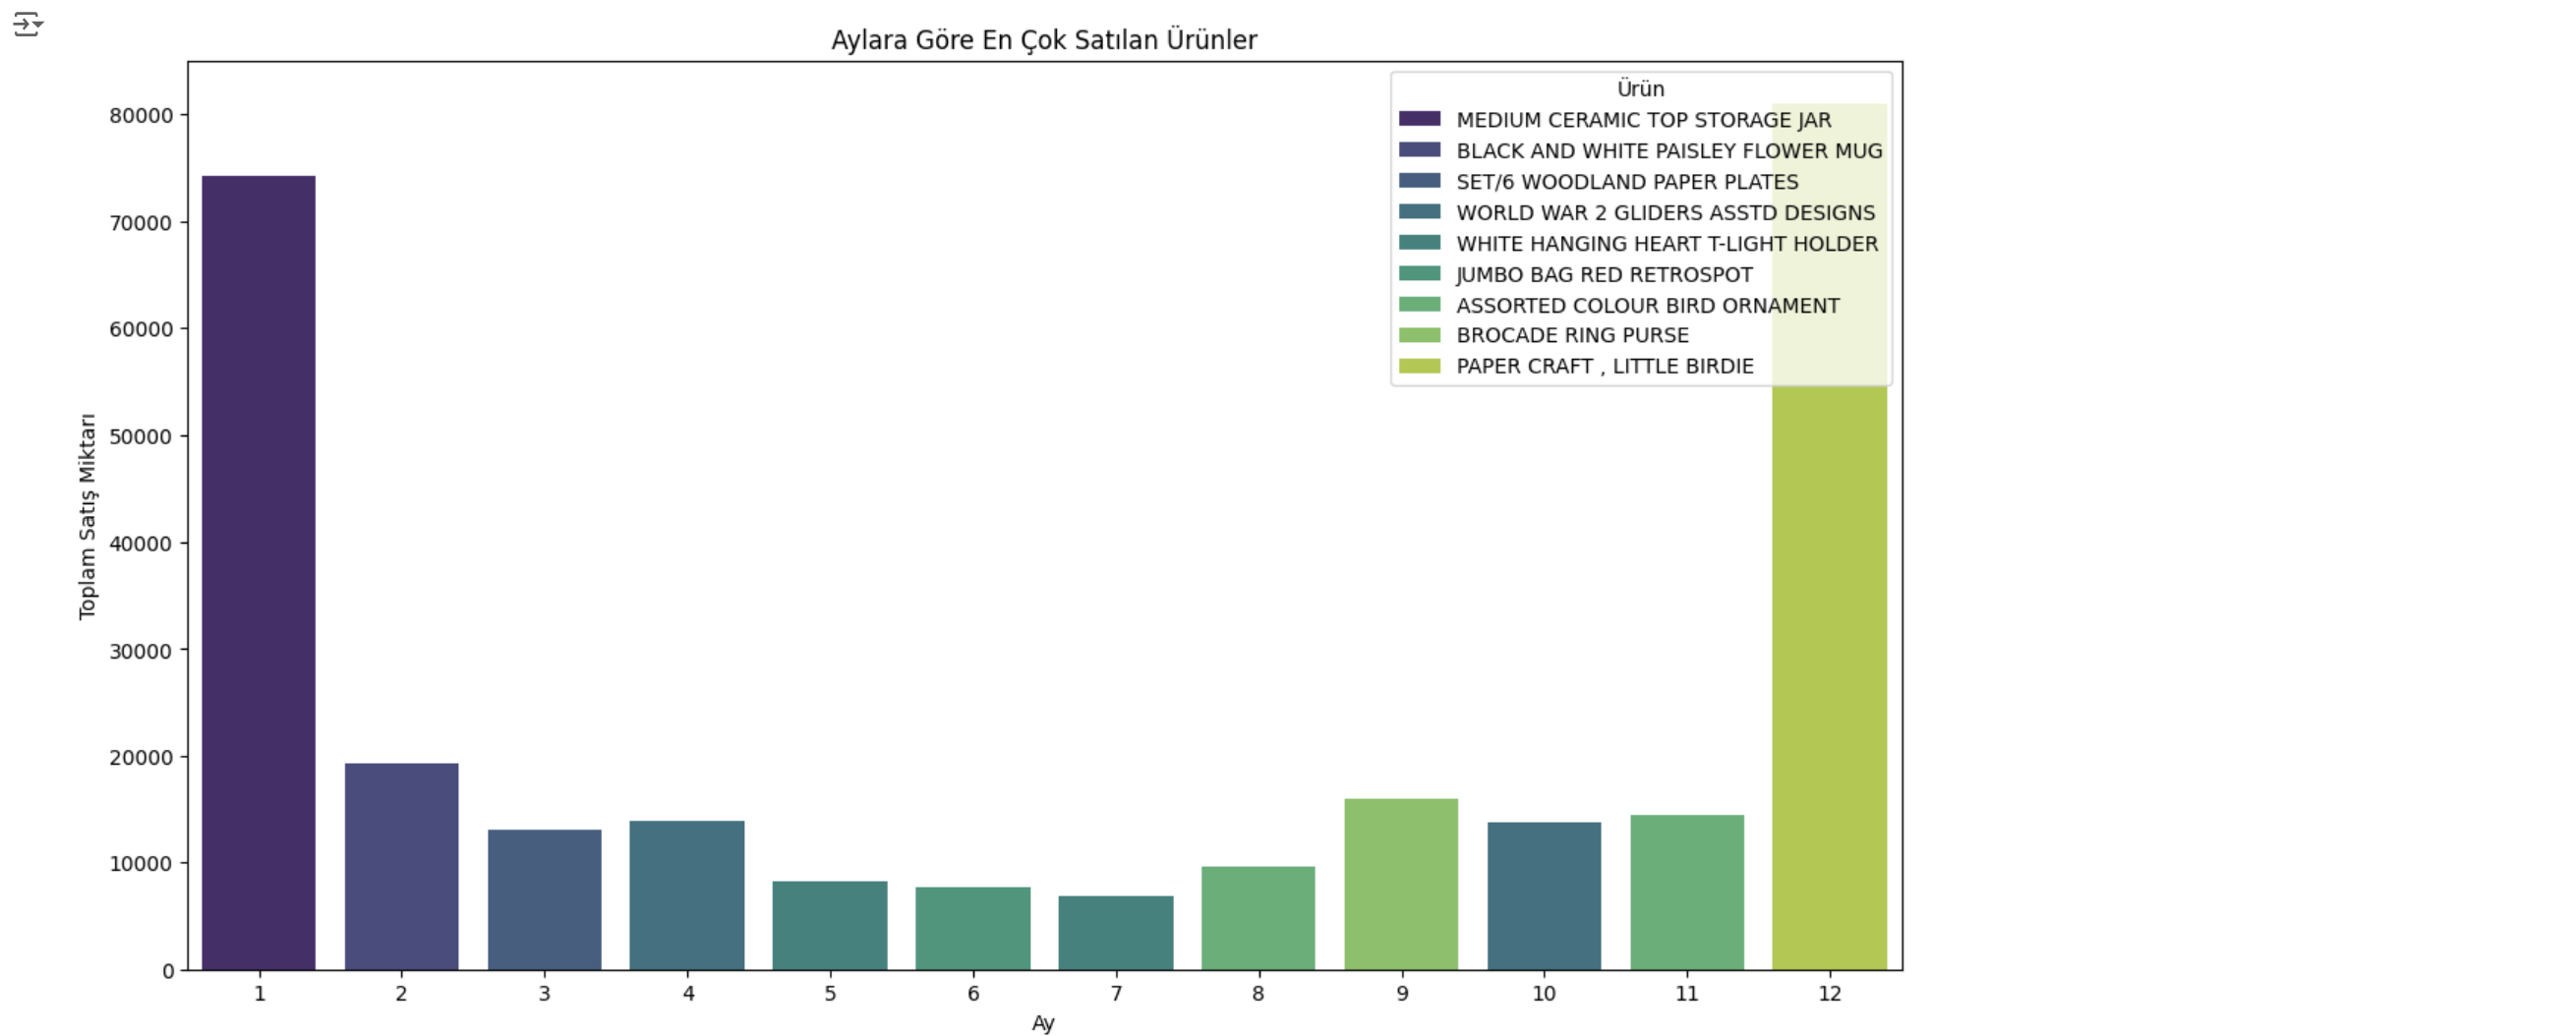 Aylara Göre En Çok Satılan Ürünler
Ürün
MEDIUM CERAMIC TOP STORAGE JAR
BLACK AND WHITE PAISLEY FLOWER MUG
SET/6 WOODLAND PAPER PLATES
WORLD WAR 2 GLIDERS ASSTD DESIGNS
WHITE HANGING HEART T-LIGHT HOLDER
JUMBO BAG RED RETROSPOT
ASSORTED COLOUR BIRD ORNAMENT
BROCADE RING PURSE
PAPER CRAFT , LITTLE BIRDIE
Toplam Satış Miktarı
80000
70000
60000
50000
40000
30000
20000
10000
0
1 2 3 4 5 6 7 8 9 10 11 12
Ay